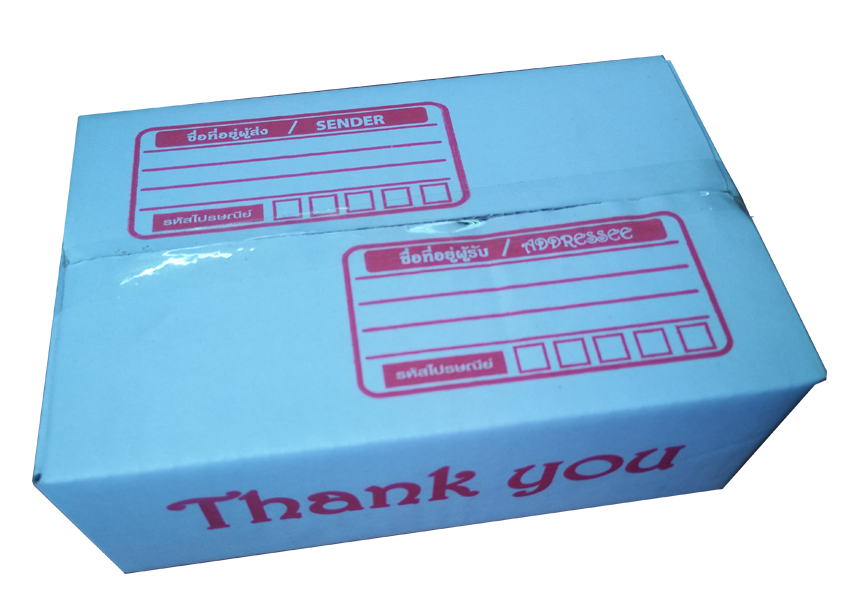 ชื่อที่อยู่ผู้ส่ง / SENDER
รหัสไปรษณีย์
ชื่อที่อยู่ผู้รับ / ADDRESSEE
รหัสไปรษณีย์
Thank you